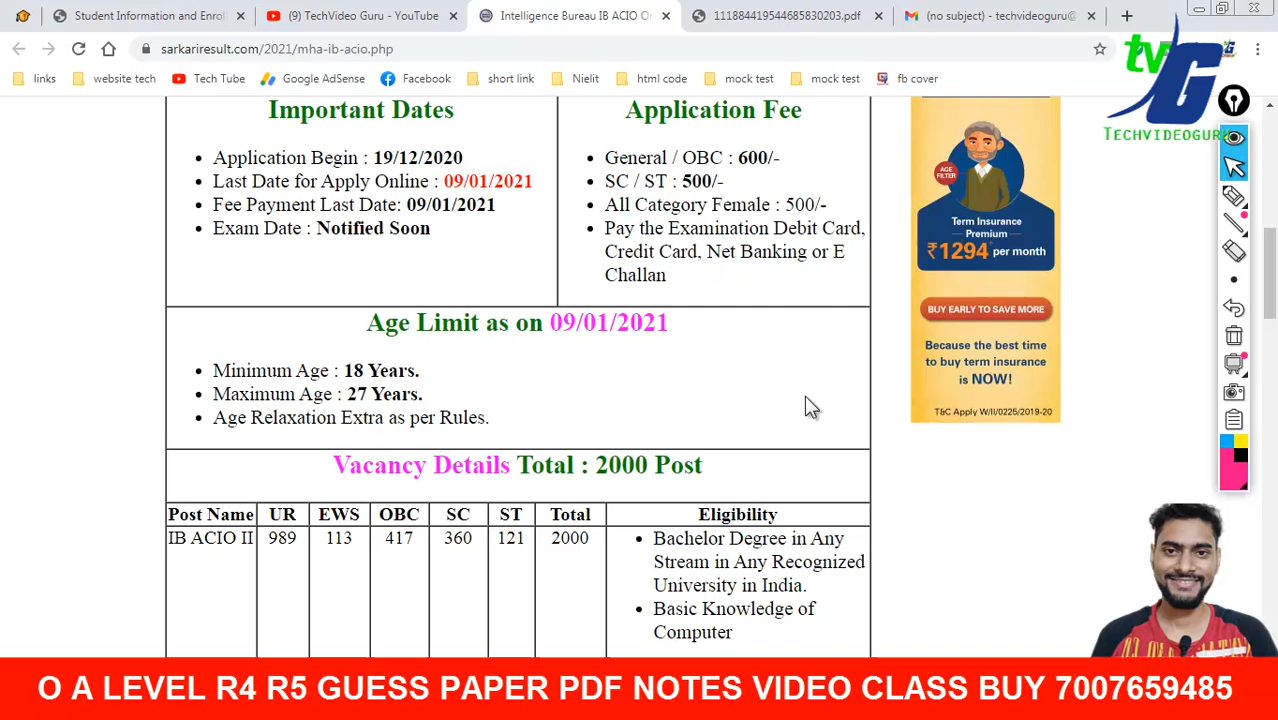 Student Information and Enrol
(9) TechVideo Guru - YouTube
Intelligence Bureau IB ACIO O
111884419544685830203.pdf
(no subject) - techvideoguru@
sarkariresult.com/2021/mha-ib-acio.php
links
website tech
Tech Tube
Google AdSense
Facebook
short link
Nielit
html code
mock test
mock test
fb cover
tv
G
TECHVIDEOGURU
Important Dates
Application Begin : 19/12/2020
Last Date for Apply Online : 09/01/2021
Fee Payment Last Date: 09/01/2021
Exam Date : Notified Soon
Application Fee
General / OBC : 600/-
SC / ST : 500/-
All Category Female : 500/-
Pay the Examination Debit Card,
Credit Card, Net Banking or E
Challan
AGE
FILTER
Term Insurance
Premium
₹1294+ per month
BUY EARLY TO SAVE MORE
Because the best time
to buy term insurance
is NOW!
T&C Apply W/II/0225/2019-20
Age Limit as on 09/01/2021
Minimum Age : 18 Years.
Maximum Age : 27 Years.
Age Relaxation Extra as per Rules.
Vacancy Details Total : 2000 Post
Post Name UR EWS OBC SC ST Total Eligibility
IB ACIO II 989 113 417 360 121 2000
Bachelor Degree in Any
Stream in Any Recognized
University in India.
Basic Knowledge of
Computer
O A LEVEL R4 R5 GUESS PAPER PDF NOTES VIDEO CLASS BUY 7007659485